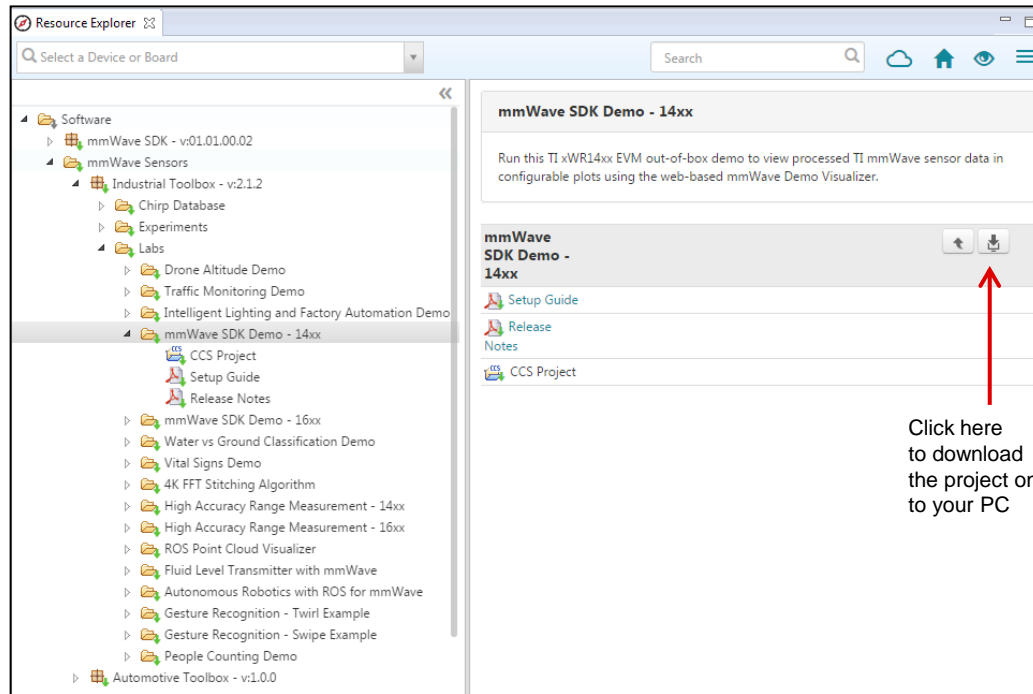 Resource Explorer
Select a Device or Board
Search
Software
mmWave SDK - v:01.01.00.02
mmWave Sensors
Industrial Toolbox - v:2.1.2
Chirp Database
Experiments
Labs
Drone Altitude Demo
Traffic Monitoring Demo
Intelligent Lighting and Factory Automation Demo
mmWave SDK Demo - 14xx
CCS Project
Setup Guide
Release Notes
mmWave SDK Demo - 16xx
Water vs Ground Classification Demo
Vital Signs Demo
4K FFT Stitching Algorithm
High Accuracy Range Measurement - 14xx
High Accuracy Range Measurement - 16xx
ROS Point Cloud Visualizer
Fluid Level Transmitter with mmWave
Autonomous Robotics with ROS for mmWave
Gesture Recognition - Twirl Example
Gesture Recognition - Swipe Example
People Counting Demo
Automotive Toolbox - v:1.0.0
mmWave SDK Demo - 14xx
Run this TI xWR14xx EVM out-of-box demo to view processed TI mmWave sensor data in
configurable plots using the web-based mmWave Demo Visualizer.
mmWave
SDK Demo -
14xx
Setup Guide
Release
Notes
CCS Project
Click here
to download
the project on
to your PC